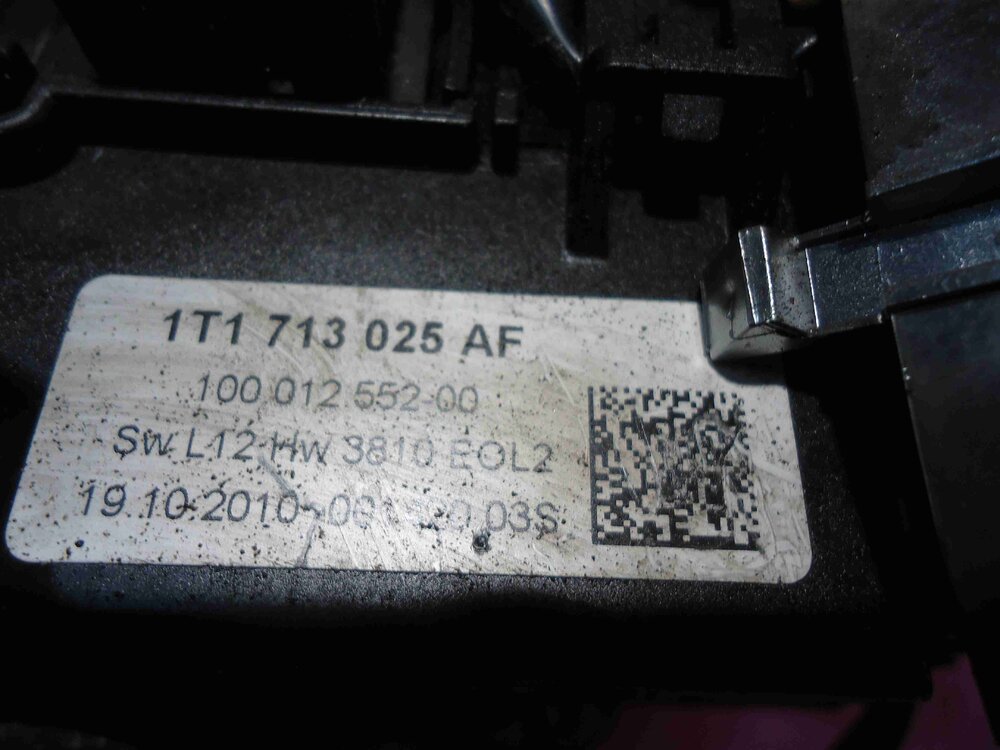 1T1 713 025 AF
100 012 552 00
SW L12 HW 3810 EOL2
19.10.2010 03S